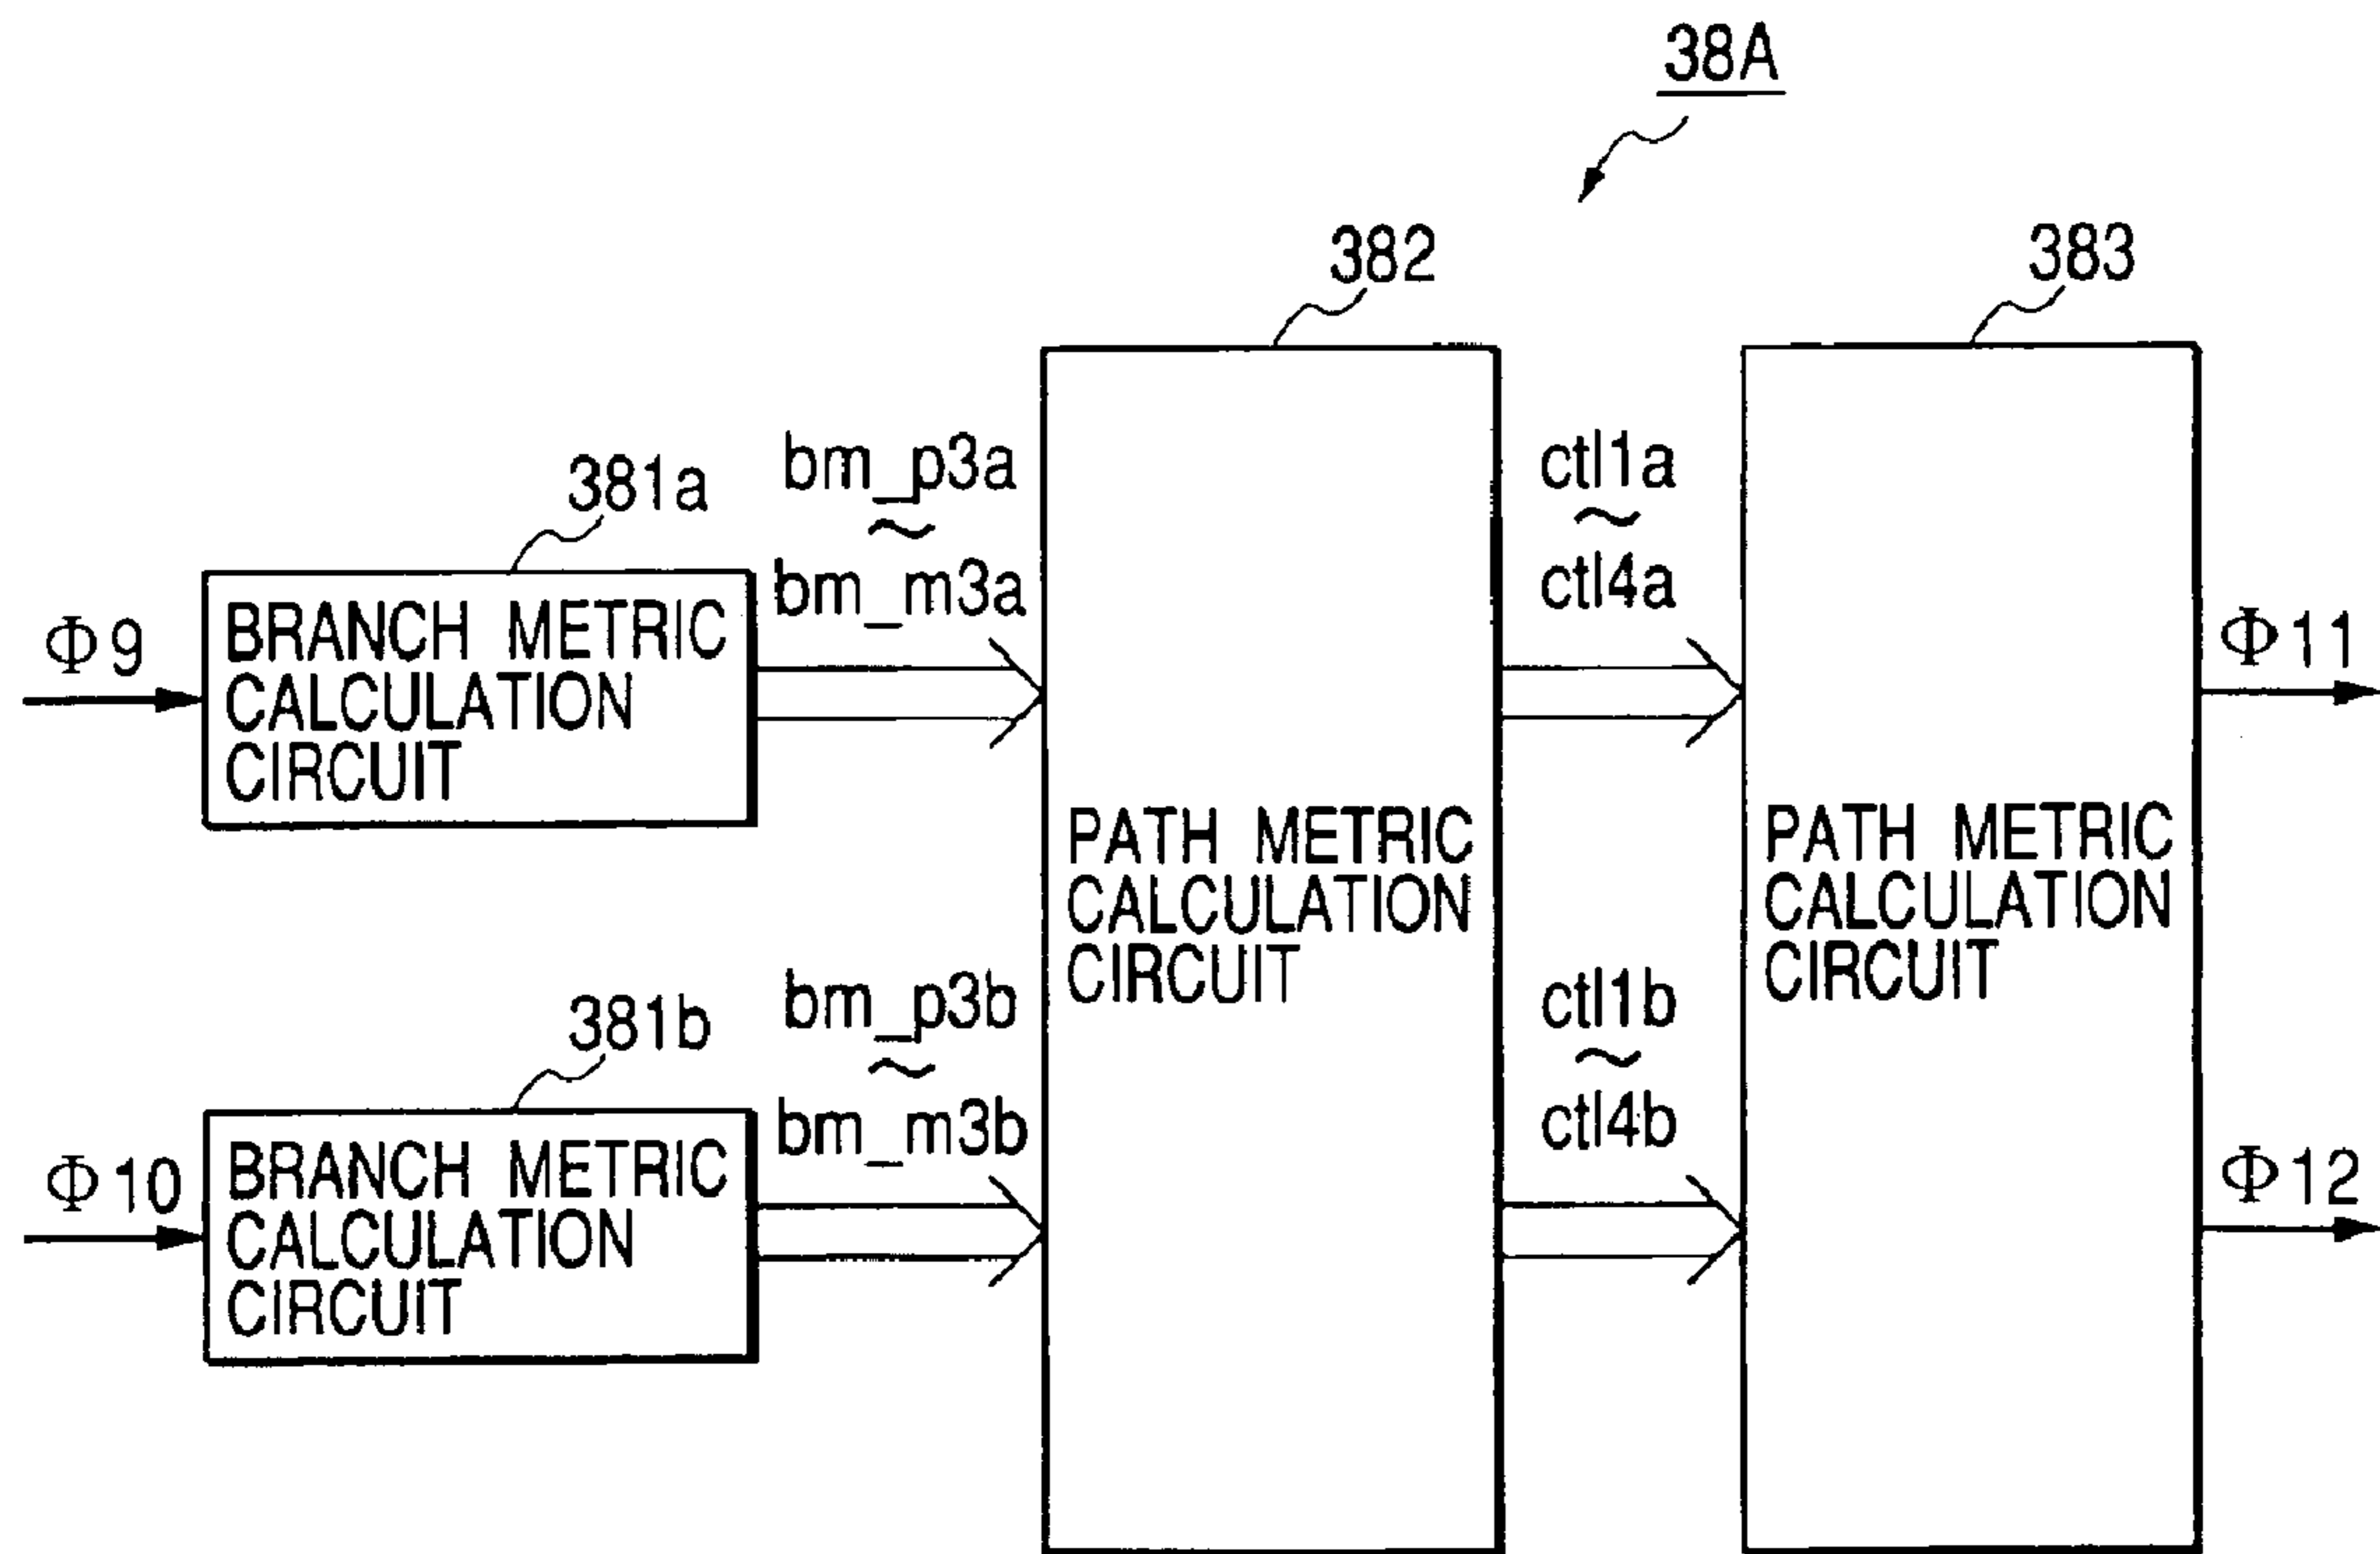 38A
382
383
381a
bm_p3a
~
bm_m3a
ctl1a
~
ctl4a
Φ9
BRANCH METRIC
CALCULATION
CIRCUIT
Φ11
PATH METRIC
CALCULATION
CIRCUIT
PATH METRIC
CALCULATION
CIRCUIT
381b
bm_p3b
~
bm_m3b
ctl1b
~
ctl4b
Φ10
BRANCH METRIC
CALCULATION
CIRCUIT
Φ12